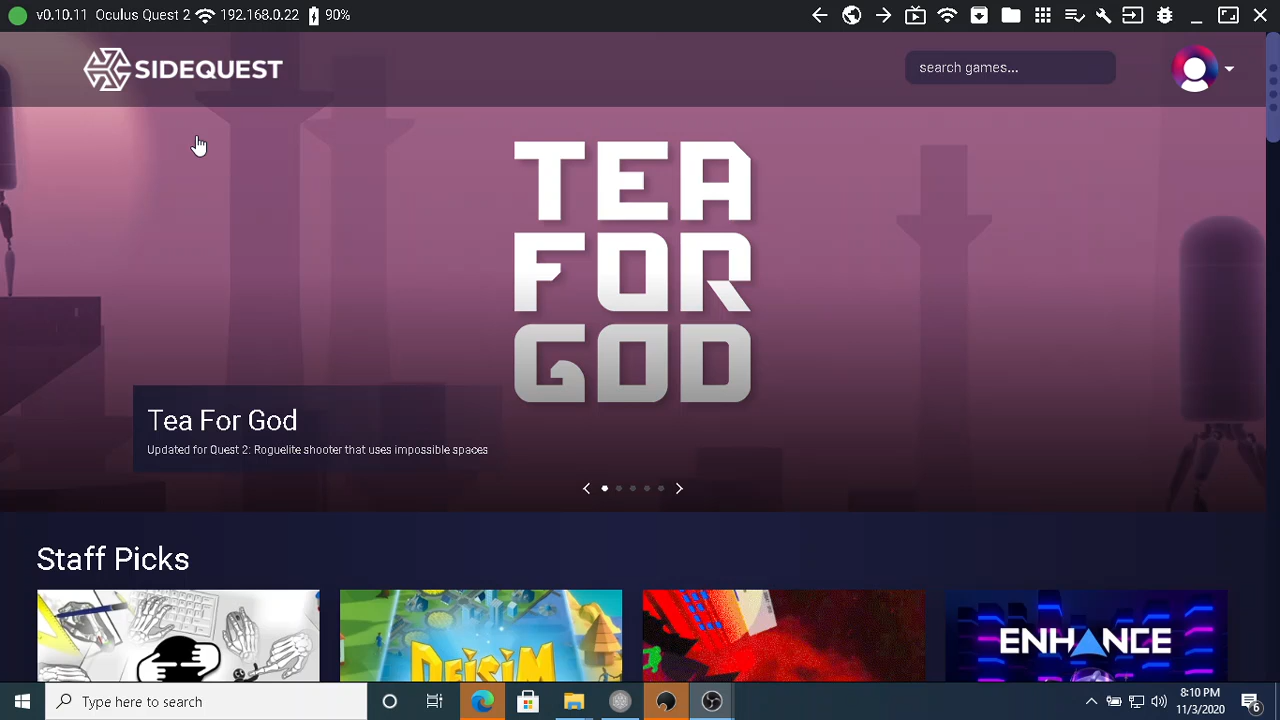 v0.10.11 Oculus Quest 2 192.168.0.22 90%
SIDEQUEST
search games...
TEA
FOR
GOD
Tea For God
Updated for Quest 2: Roguelite shooter that uses impossible spaces
Staff Picks
DEISIM
ENHANCE
Type here to search
8:10 PM
11/3/2020
6